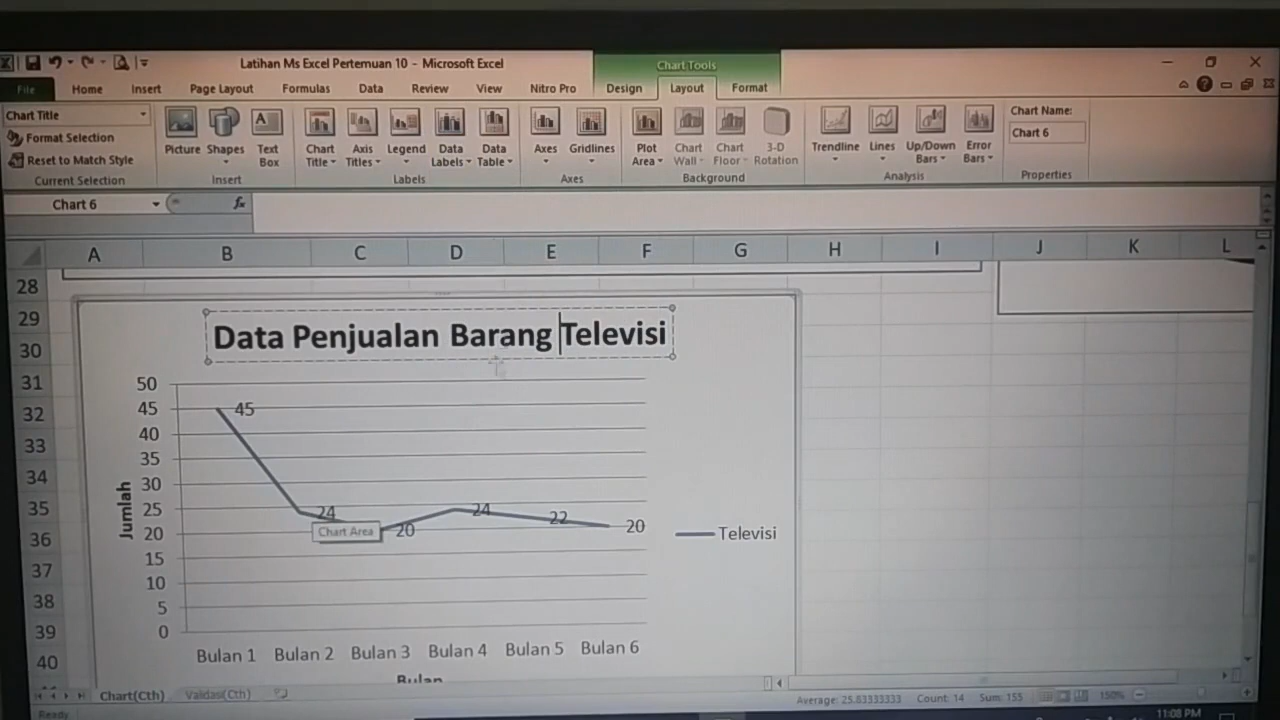 Latihan Ms Excel Pertemuan 10 - Microsoft Excel
Chart Tools
File Home Insert Page Layout Formulas Data Review View Nitro Pro Design Layout Format
Chart Title
Format Selection
Reset to Match Style
Current Selection
Picture Shapes Text Box
Insert
Chart Title Axis Titles Legend Data Labels Data Table
Labels
Axes Gridlines
Axes
Plot Area Chart Wall Chart Floor 3-D Rotation
Background
Trendline Lines Up/Down Bars Error Bars
Analysis
Chart Name:
Chart 6
Properties
Chart 6 fx
A B C D E F G H I J K L
28
29
30
31
32
33
34
35
36
37
38
39
40
Data Penjualan Barang Televisi
50
45
40
35
30
25
20
15
10
5
0
Jumlah
45
24
20
24
22
20
Chart Area
Televisi
Bulan 1 Bulan 2 Bulan 3 Bulan 4 Bulan 5 Bulan 6
Bulan
Chart(Cth) Validasi(Cth)
Average: 25.83333333 Count: 14 Sum: 155 150%
Ready
11:08 PM